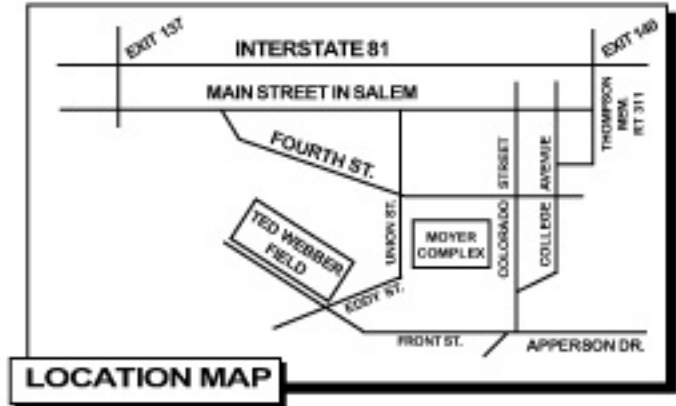 EXIT 137
EXIT 140
INTERSTATE 81
MAIN STREET IN SALEM
THOMPSON
MEM.
RT 311
FOURTH ST.
COLORADO STREET
COLLEGE AVENUE
TED WEBBER
FIELD
UNION ST.
MOYER
COMPLEX
EDDY ST.
FRONT ST.
APPERSON DR.
LOCATION MAP